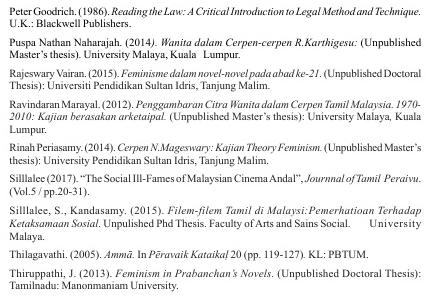 Peter Goodrich. (1986). Reading the Law: A Critical Introduction to Legal Method and Technique.
U.K.: Blackwell Publishers.
Puspa Nathan Naharajah. (2014). Wanita dalam Cerpen-cerpen R.Karthigesu: (Unpublished
Master's thesis). University Malaya, Kuala Lumpur.
Rajeswary Vairan. (2015). Feminisme dalam novel-novel pada abad ke-21. (Unpublished Doctoral
Thesis): Universiti Pendidikan Sultan Idris, Tanjung Malim.
Ravindaran Marayal. (2012). Penggambaran Citra Wanita dalam Cerpen Tamil Malaysia. 1970-
2010: Kajian berasakan arketaipal. (Unpublished Master's thesis): University Malaya, Kuala
Lumpur.
Rinah Periasamy. (2014). Cerpen N.Mageswary: Kajian Theory Feminism. (Unpublished Master's
thesis): University Pendidikan Sultan Idris, Tanjung Malim.
Silllalee (2017). "The Social Ill-Fames of Malaysian Cinema Andal", Journnal of Tamil Peraivu.
(Vol.5 / pp.20-31).
Silllalee, S., Kandasamy. (2015). Filem-filem Tamil di Malaysi:Pemerhatioan Terhadap
Ketaksamaan Sosial. Unpulished Phd Thesis. Faculty of Arts and Sains Sosial. University
Malaya.
Thilagavathi. (2005). Ammā. In Pēravaik Kataikaḷ 20 (pp. 119-127). KL: PBTUM.
Thiruppathi, J. (2013). Feminism in Prabanchan's Novels. (Unpublished Doctoral Thesis):
Tamilnadu: Manonmaniam University.